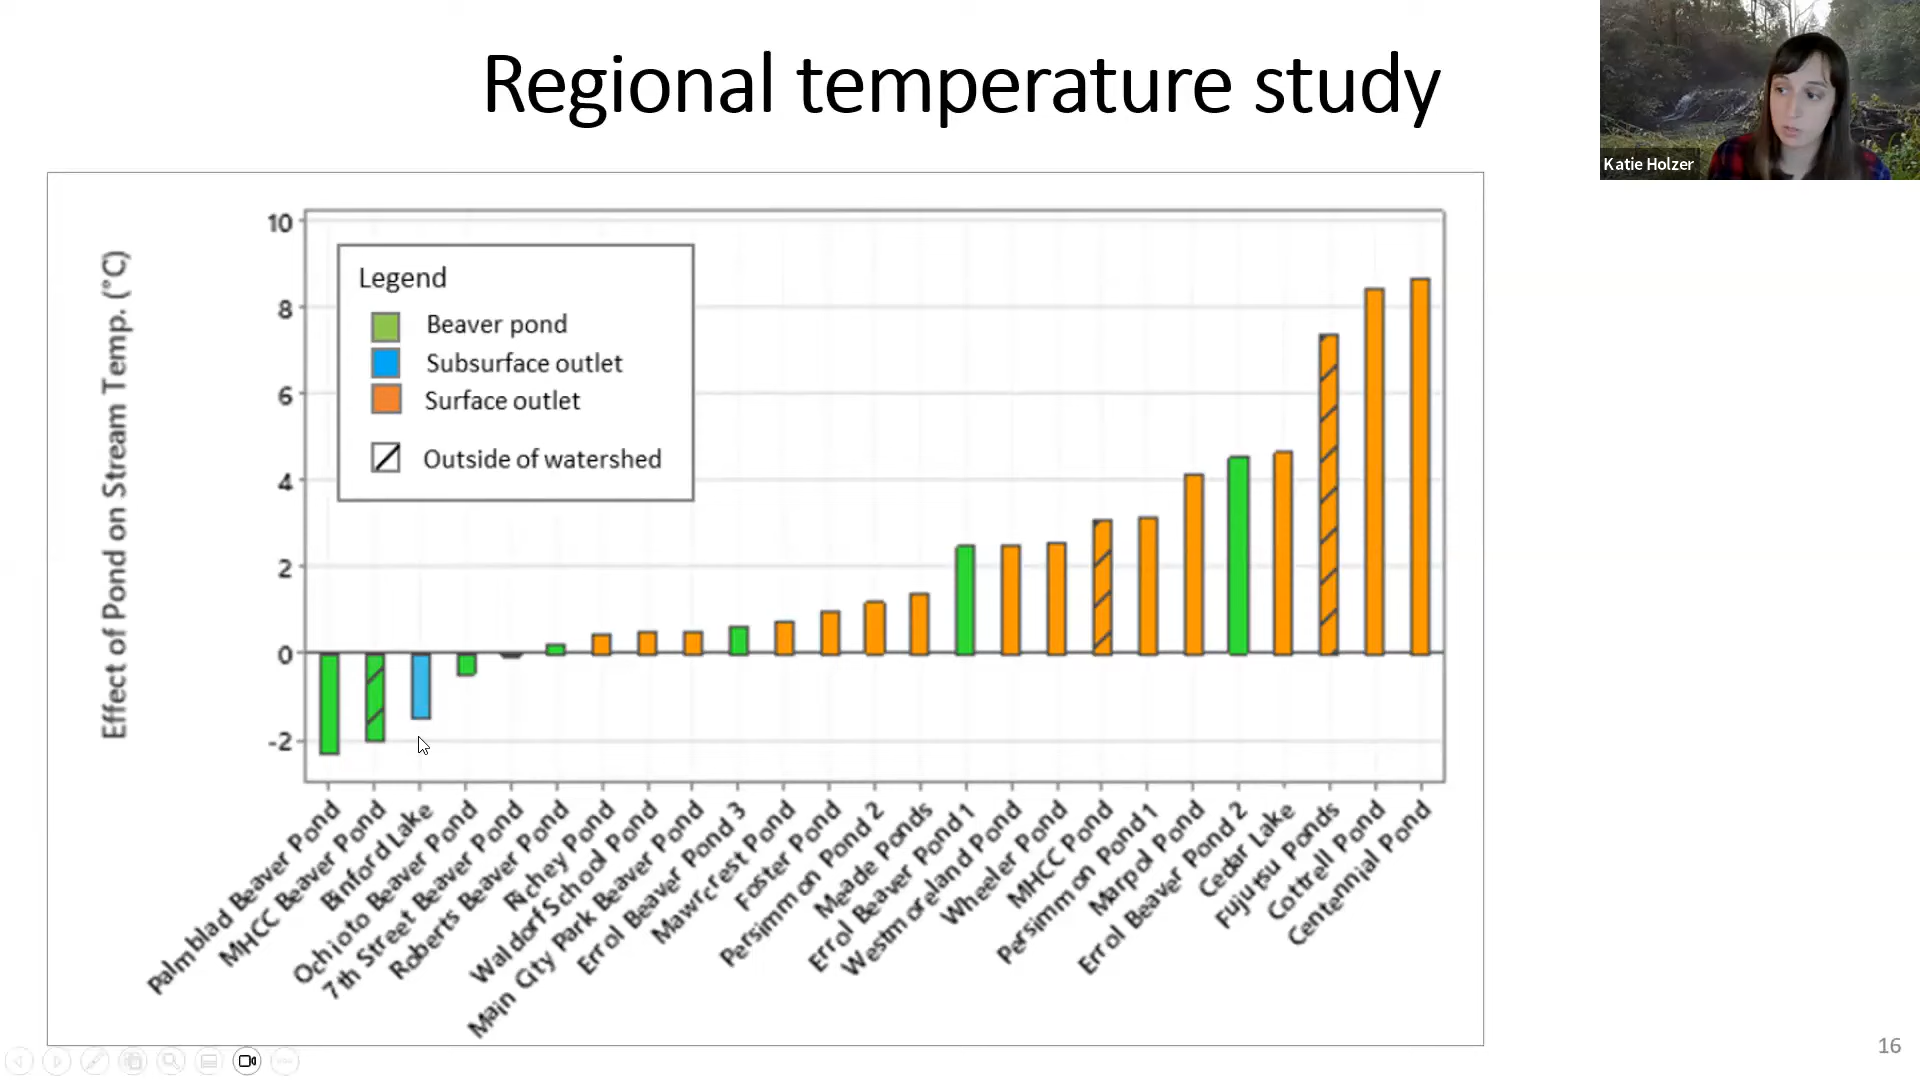 Regional temperature study
Katie Holzer
Effect of Pond on Stream Temp. (°C)
10
8
6
4
2
0
-2
Legend
Beaver pond
Subsurface outlet
Surface outlet
Outside of watershed
Palmblad Beaver Pond
MHCC Beaver Pond
Binford Lake
Ochioto Beaver Pond
7th Street Beaver Pond
Roberts Beaver Pond
Richey Pond
Waldorf School Pond
Main City Park Beaver Pond
Errol Beaver Pond 3
Mawrcrest Pond
Foster Pond
Persimmon Pond 2
Meade Ponds
Errol Beaver Pond 1
Westmoreland Pond
Wheeler Pond
MHCC Pond
Persimmon Pond 1
Marpol Pond
Errol Beaver Pond 2
Cedar Lake
Fujutsu Ponds
Cottrell Pond
Centennial Pond
16